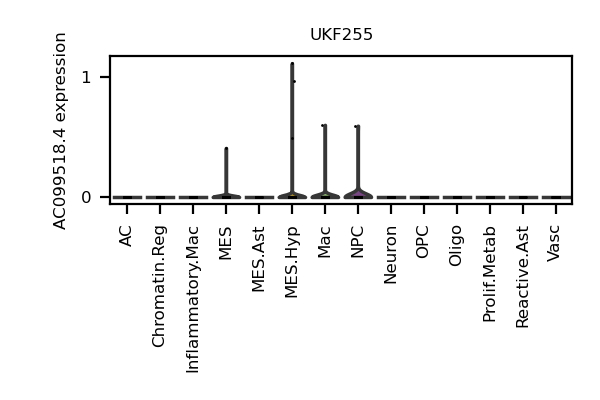 UKF255
AC099518.4 expression
1
0
AC
Chromatin.Reg
Inflammatory.Mac
MES
MES.Ast
MES.Hyp
Mac
NPC
Neuron
OPC
Oligo
Prolif.Metab
Reactive.Ast
Vasc